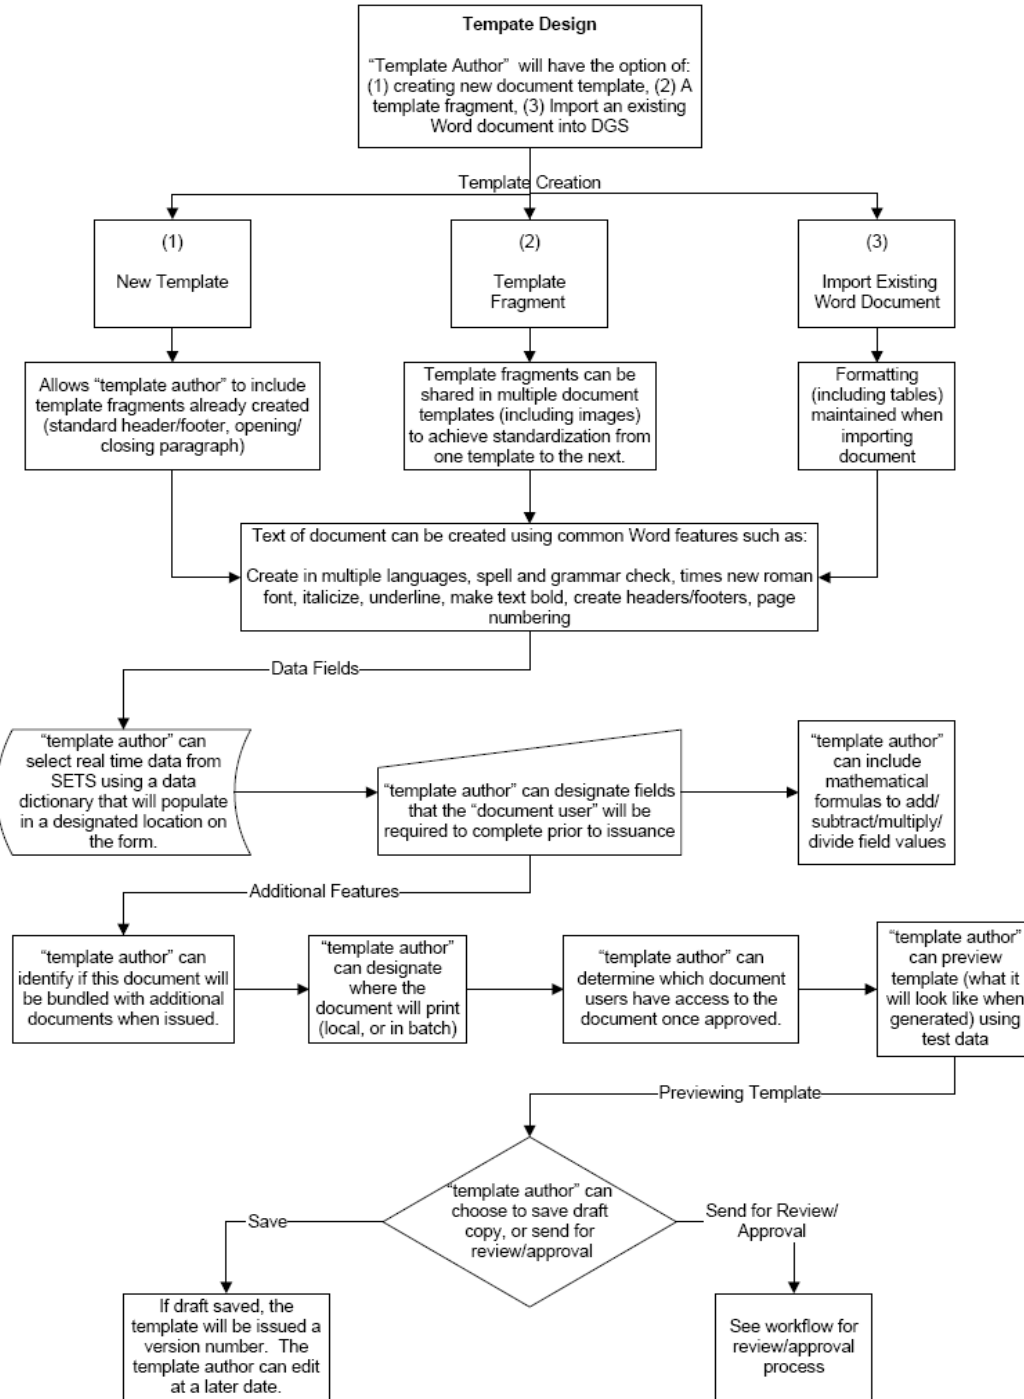 Tempate Design
“Template Author” will have the option of:
(1) creating new document template, (2) A
template fragment, (3) Import an existing
Word document into DGS
Template Creation
(1)
New Template
(2)
Template
Fragment
(3)
Import Existing
Word Document
Allows “template author” to include
template fragments already created
(standard header/footer, opening/
closing paragraph)
Template fragments can be
shared in multiple document
templates (including images)
to achieve standardization from
one template to the next.
Formatting
(including tables)
maintained when
importing
document
Text of document can be created using common Word features such as:
Create in multiple languages, spell and grammar check, times new roman
font, italicize, underline, make text bold, create headers/footers, page
numbering
Data Fields
“template author” can
select real time data from
SETS using a data
dictionary that will populate
in a designated location on
the form.
“template author” can designate fields
that the “document user” will be
required to complete prior to issuance
“template author”
can include
mathematical
formulas to add/
subtract/multiply/
divide field values
Additional Features
“template author” can
identify if this document will
be bundled with additional
documents when issued.
“template author”
can designate
where the
document will print
(local, or in batch)
“template author” can
determine which document
users have access to the
document once approved.
“template author”
can preview
template (what it
will look like when
generated) using
test data
Previewing Template
“template author” can
choose to save draft
copy, or send for
review/approval
Save
Send for Review/
Approval
If draft saved, the
template will be issued a
version number. The
template author can edit
at a later date.
See workflow for
review/approval
process